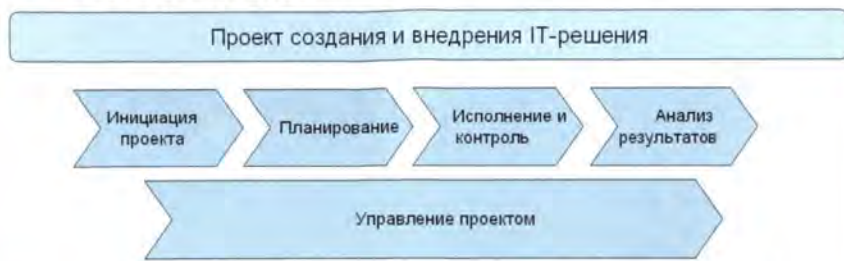 Проект создания и внедрения IT-решения
Инициация
проекта
Планирование
Исполнение и
контроль
Анализ
результатов
Управление проектом